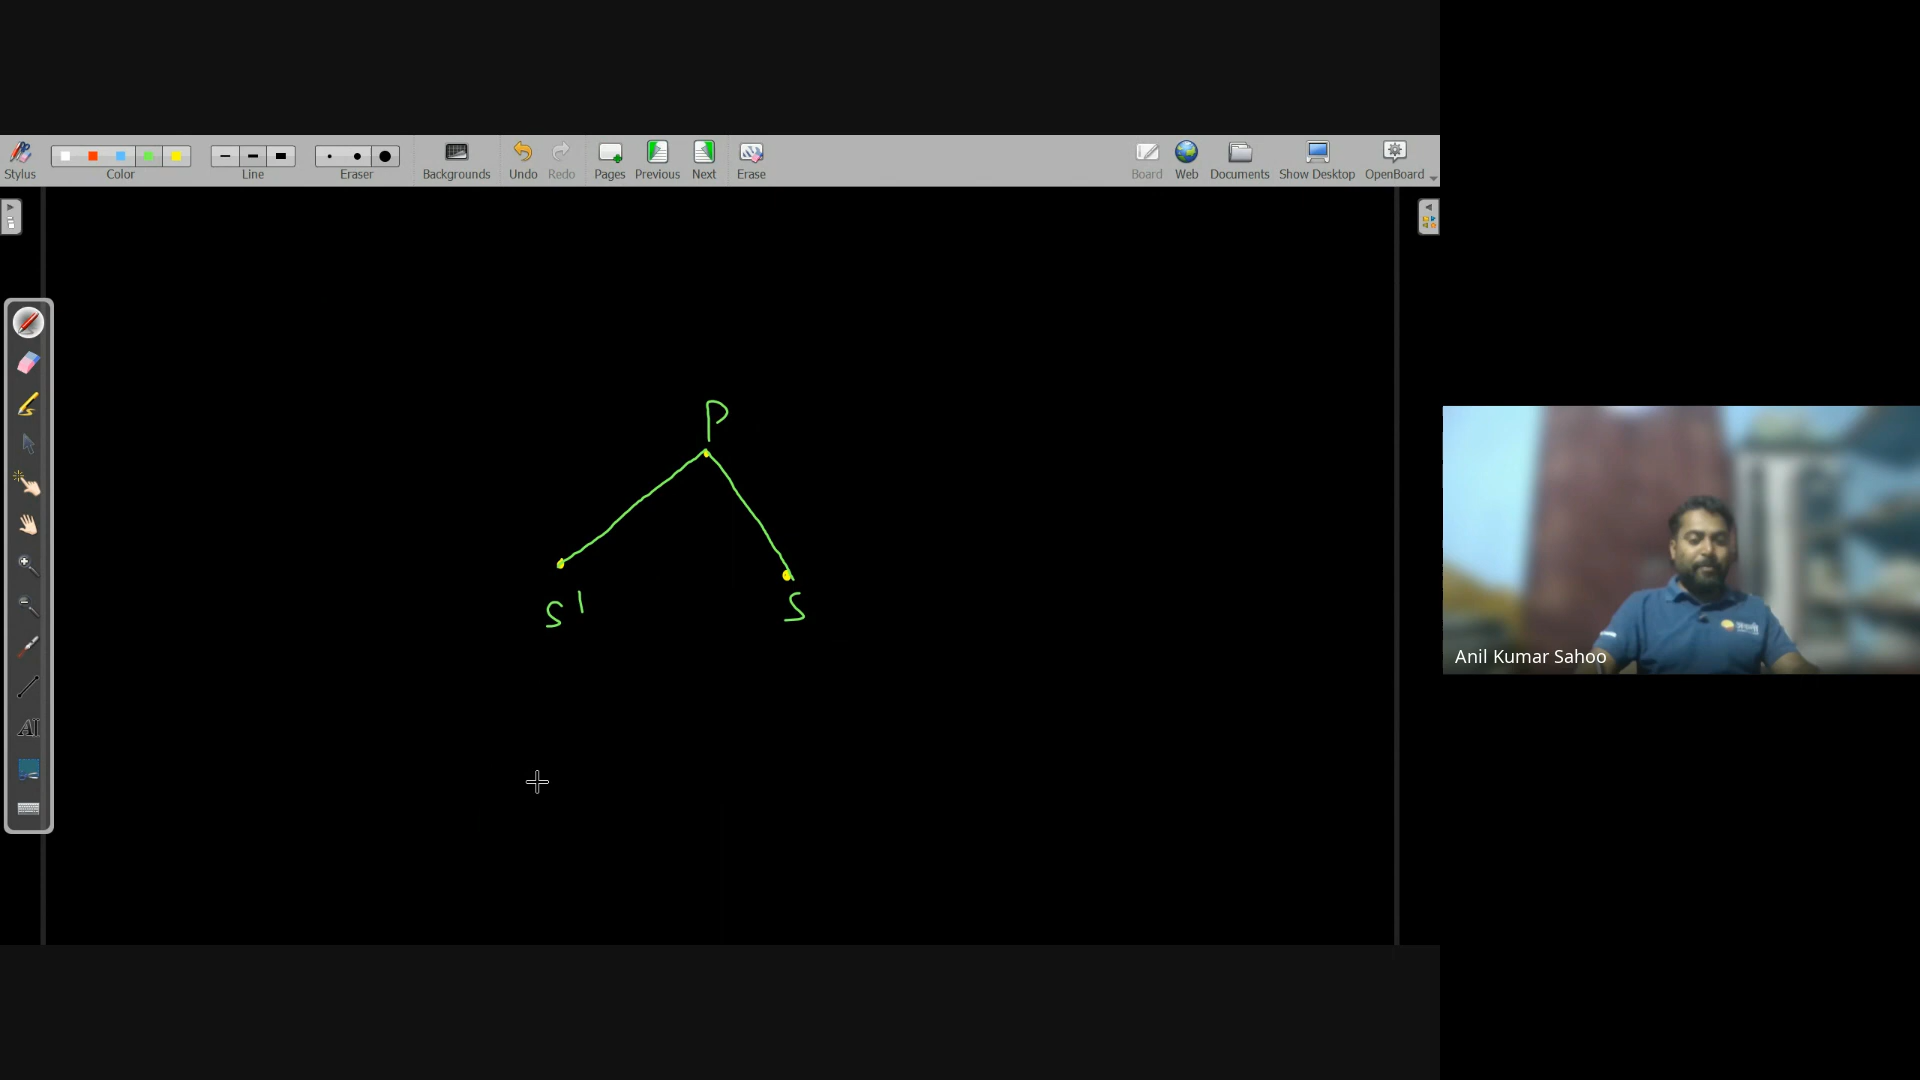 Stylus
Color
Line
Eraser
Backgrounds
Undo
Redo
Pages
Previous
Next
Erase
Board
Web
Documents
Show Desktop
OpenBoard
P
S'
S
AI
Anil Kumar Sahoo